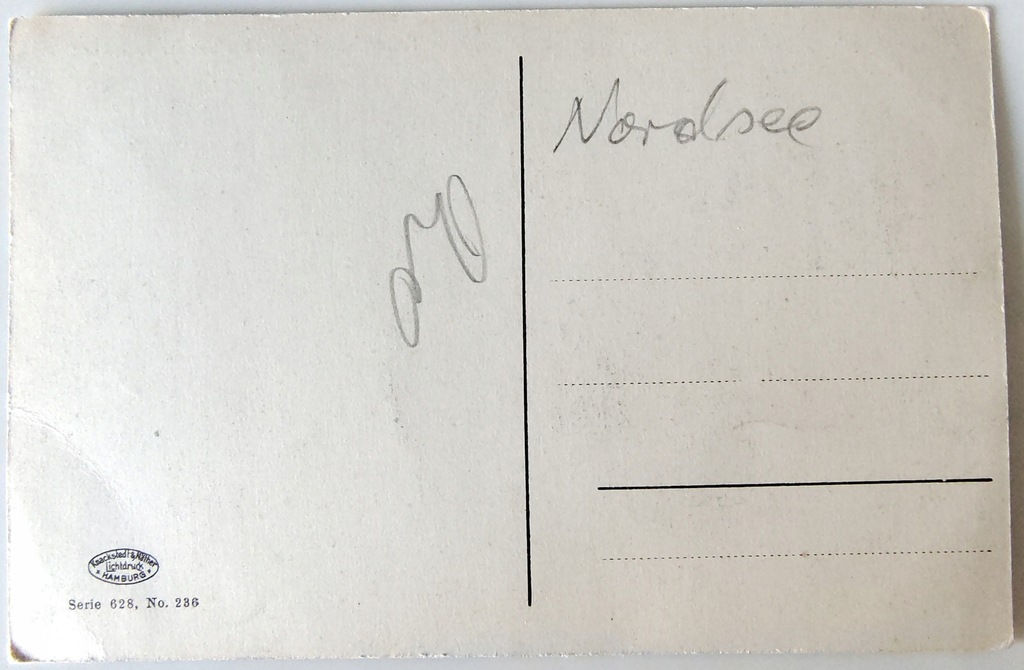 Nordsee
Knackstedt & Näther
Lichtdruck
HAMBURG
Serie 628, No. 236